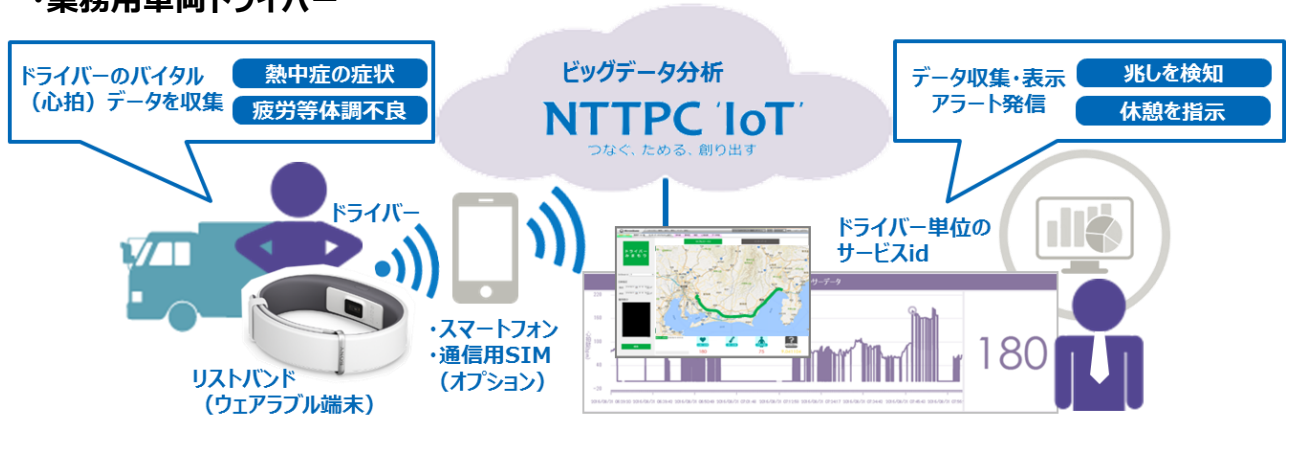 ・業務用車両ドライバー
ドライバーのバイタル
（心拍）データを収集
熱中症の症状
疲労等体調不良
ビッグデータ分析
NTTPC 'IoT'
つなぐ、ためる、創り出す
データ収集・表示
アラート発信
兆しを検知
休憩を指示
ドライバー
ドライバー単位の
サービスid
・スマートフォン
・通信用SIM
（オプション）
リストバンド
（ウェアラブル端末）
180